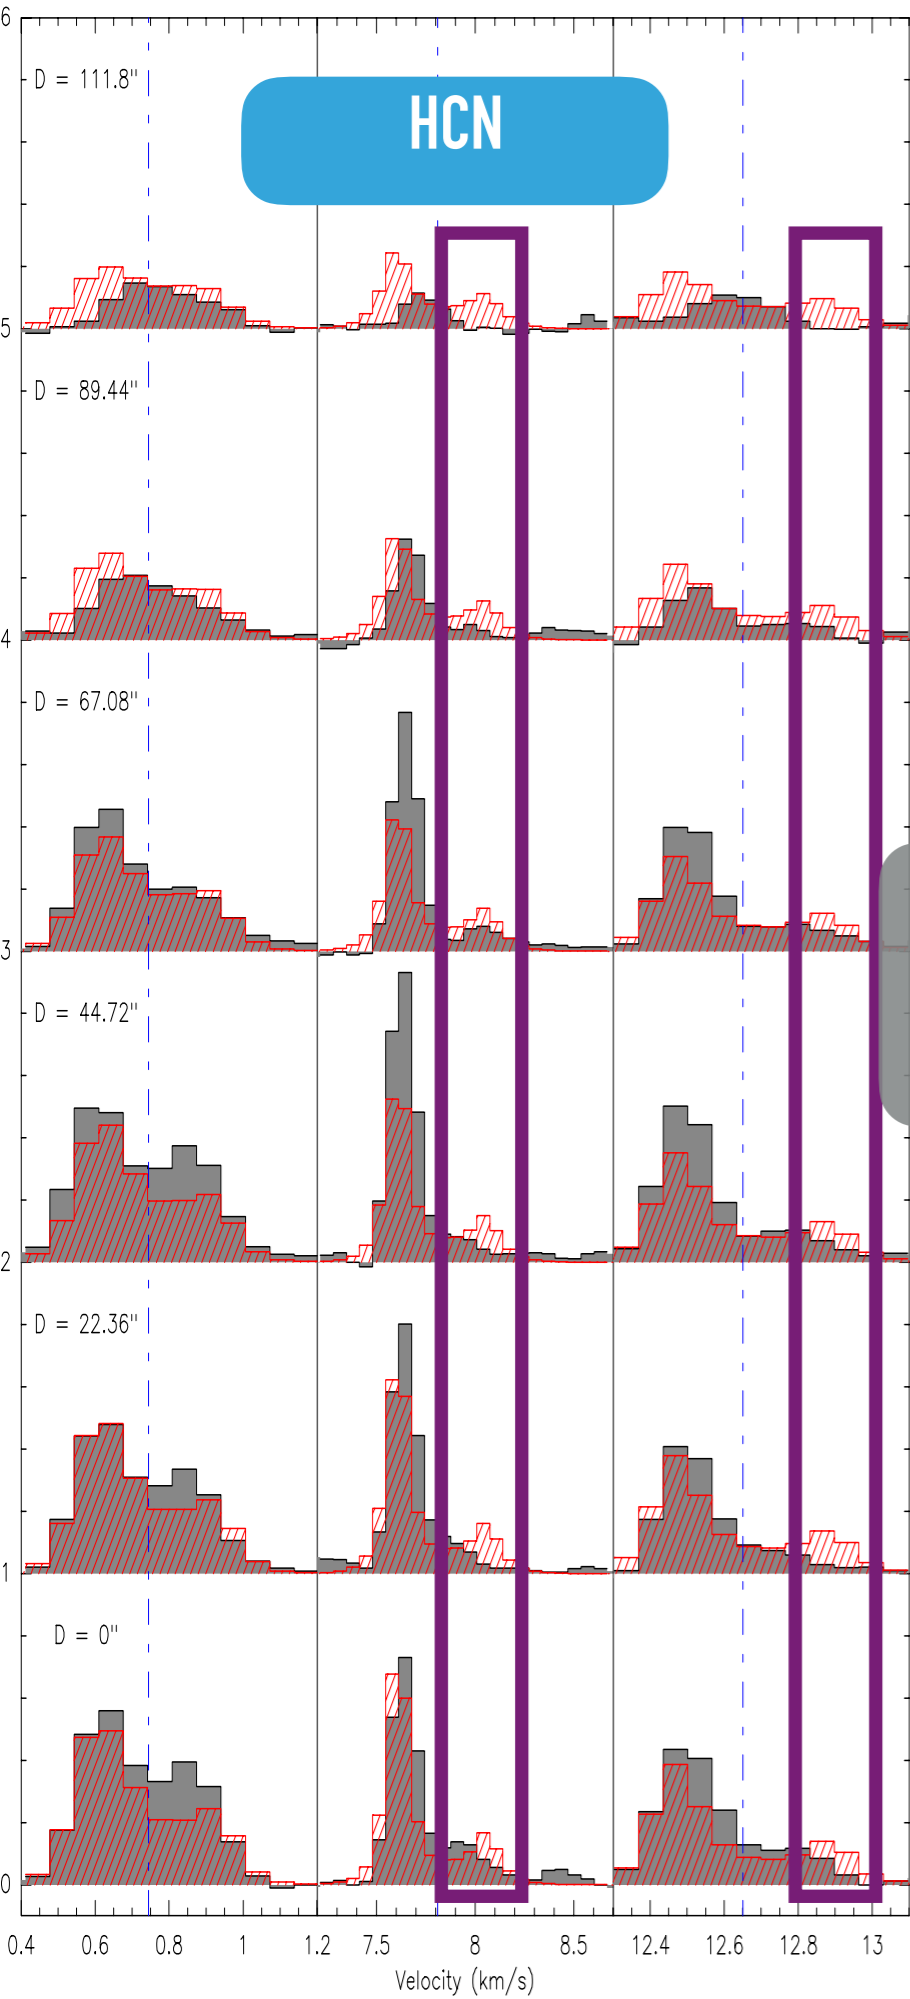 6
D = 111.8"
HCN
5
D = 89.44"
4
D = 67.08"
3
D = 44.72"
2
D = 22.36"
1
D = 0"
0
0.4 0.6 0.8 1 1.2 7.5 8 8.5 12.4 12.6 12.8 13
Velocity (km/s)